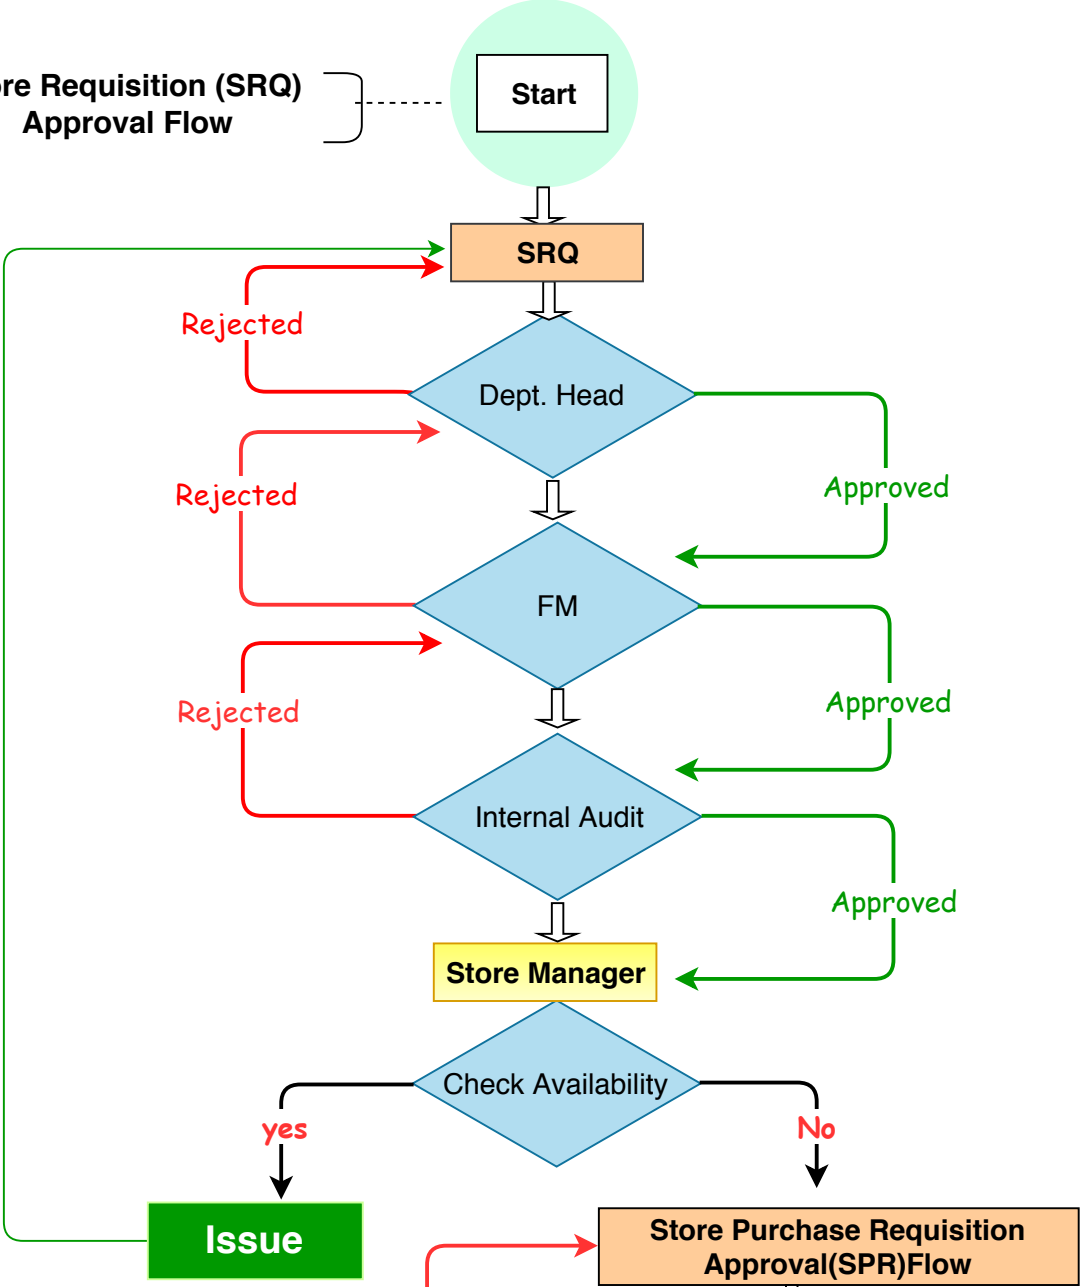 re Requisition (SRQ)
Approval Flow
Start
SRQ
Rejected
Dept. Head
Rejected
Approved
FM
Rejected
Approved
Internal Audit
Approved
Store Manager
Check Availability
yes
No
Issue
Store Purchase Requisition
Approval(SPR)Flow